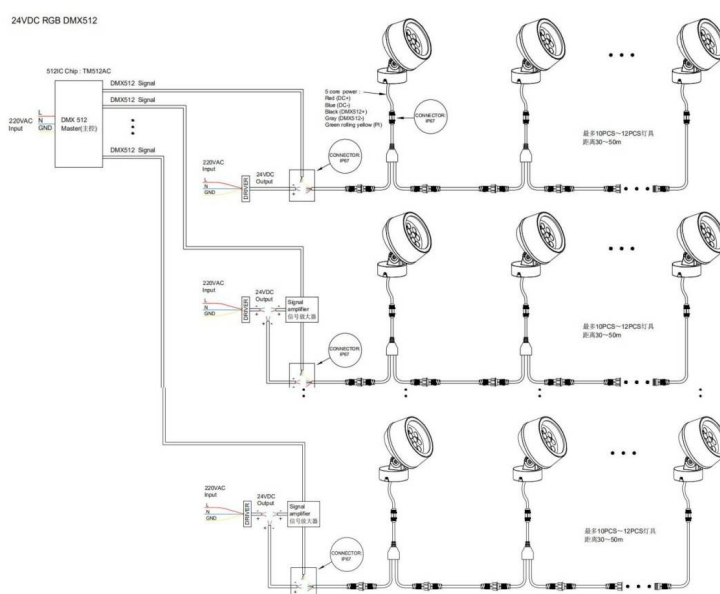 24VDC RGB DMX512
512IC Chip : TM512AC
220VAC
Input
L
N
GND
DMX 512
Master(主控)
DMX512 Signal
DMX512 Signal
DMX512 Signal
5 core power :
Red (DC+)
Blue (DC-)
Black (DMX512+)
Gray (DMX512-)
Green rolling yellow (PI)
CONNECTOR
IP67
CONNECTOR
IP67
220VAC
Input
L
N
GND
DRIVER
24VDC
Output
最多10PCS~12PCS灯具
距离30~50m
220VAC
Input
L
N
GND
DRIVER
24VDC
Output
Signal
amplifier
信号放大器
CONNECTOR
IP67
最多10PCS~12PCS灯具
距离30~50m
220VAC
Input
L
N
GND
DRIVER
24VDC
Output
Signal
amplifier
信号放大器
CONNECTOR
IP67
最多10PCS~12PCS灯具
距离30~50m